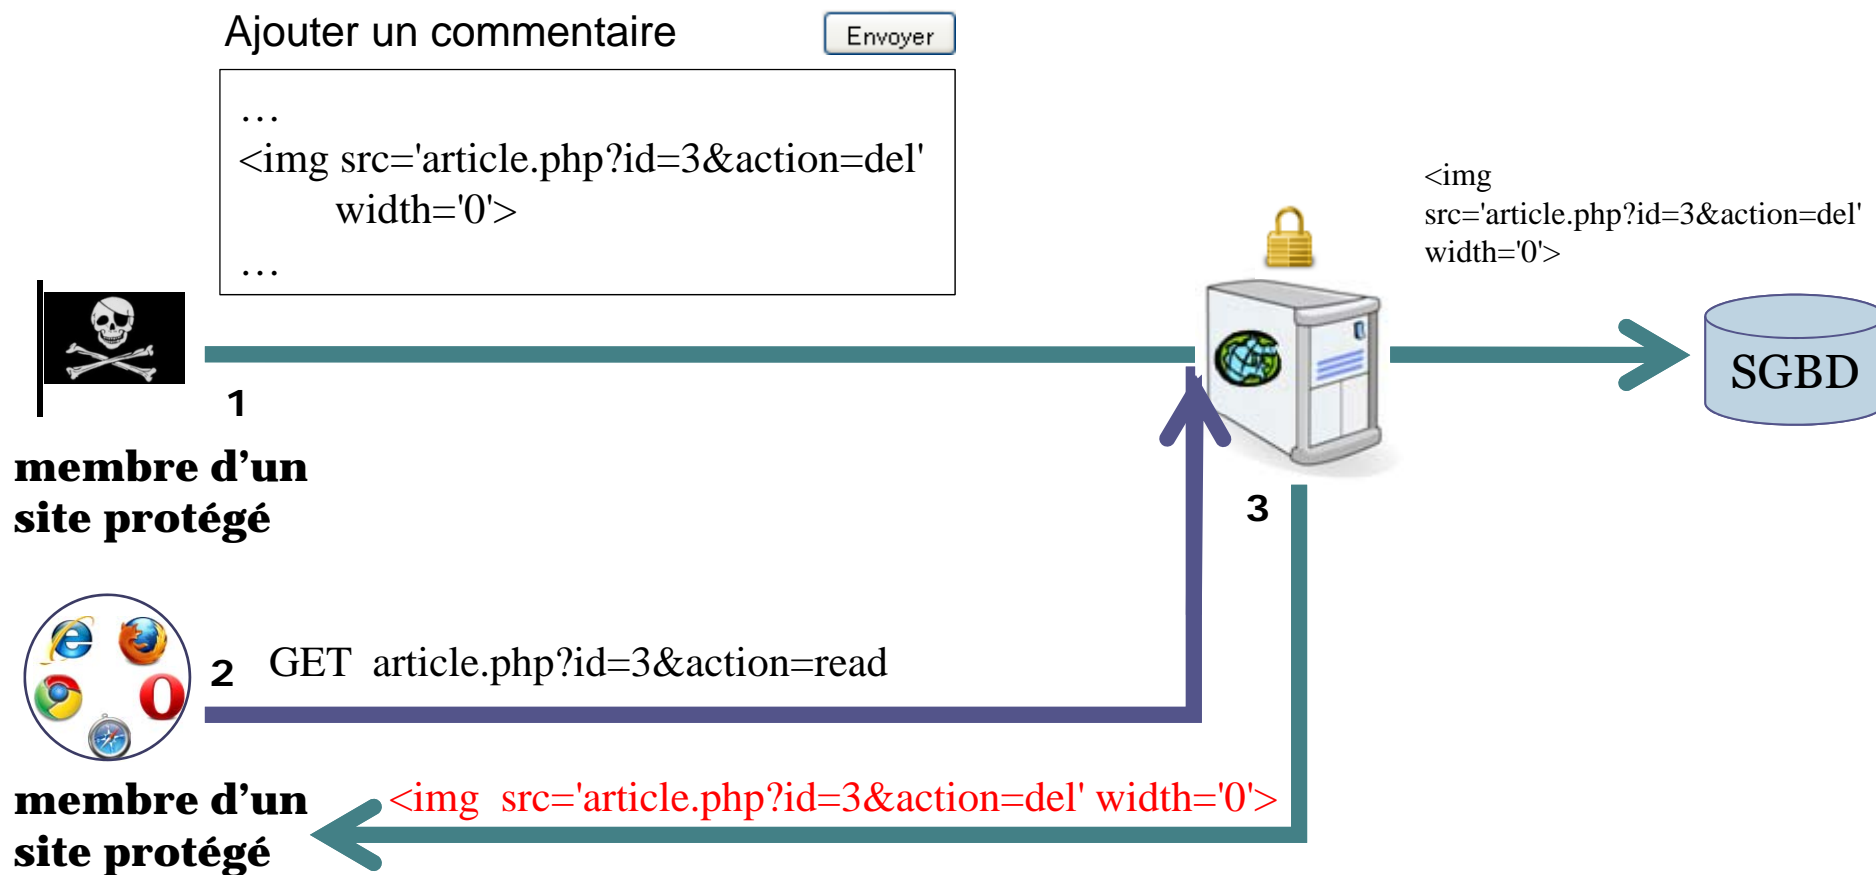 Ajouter un commentaire
Envoyer
…
<img src='article.php?id=3&action=del'
width='0'>
…
<img
src='article.php?id=3&action=del'
width='0'>
SGBD
1
membre d’un
site protégé
3
2 GET article.php?id=3&action=read
<img src='article.php?id=3&action=del' width='0'>
membre d’un
site protégé